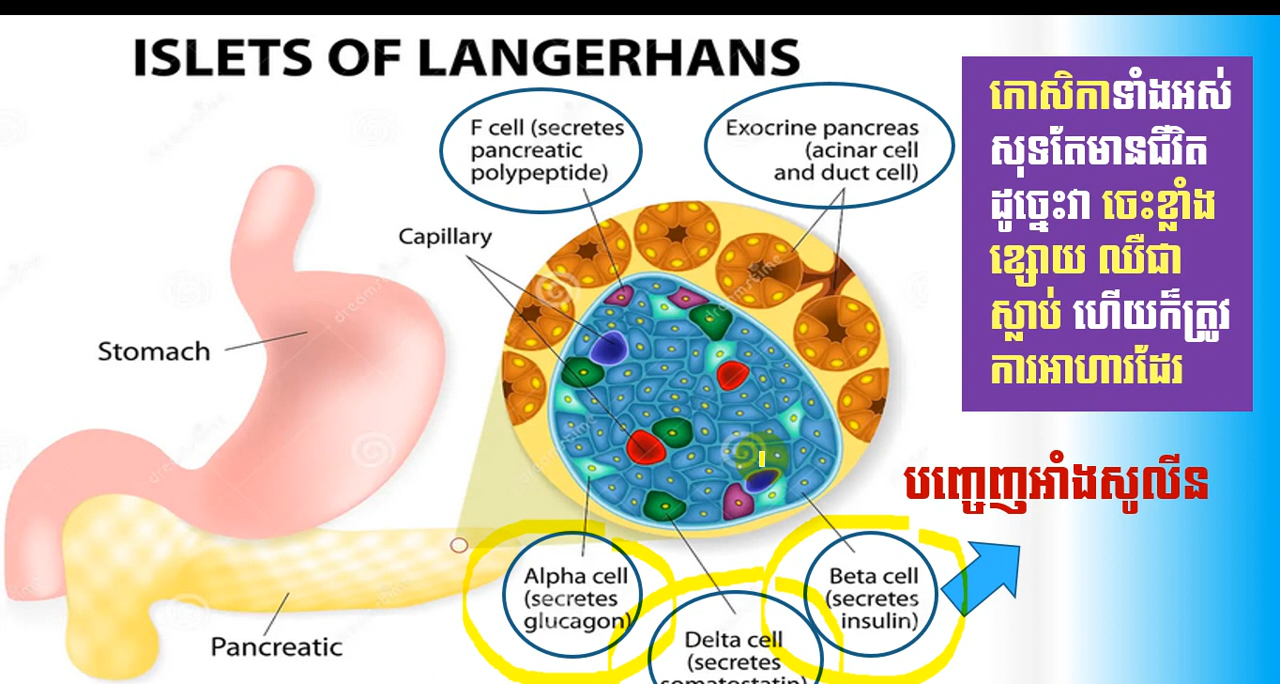 ISLETS OF LANGERHANS
F cell (secretes
pancreatic
polypeptide)
Exocrine pancreas
(acinar cell
and duct cell)
Capillary
Stomach
Pancreatic
Alpha cell
(secretes
glucagon)
Delta cell
(secretes
somatostatin)
Beta cell
(secretes
insulin)
កោសិកាទាំងអស់
សុទតែមានជីវិត
ដូច្នេះវា ចេះខ្លាំង
ខ្សោយ ឈឺជា
ស្លាប់ ហើយក៏ត្រូវ
ការអាហារដែរ
បញ្ចេញអាំងសូលីន